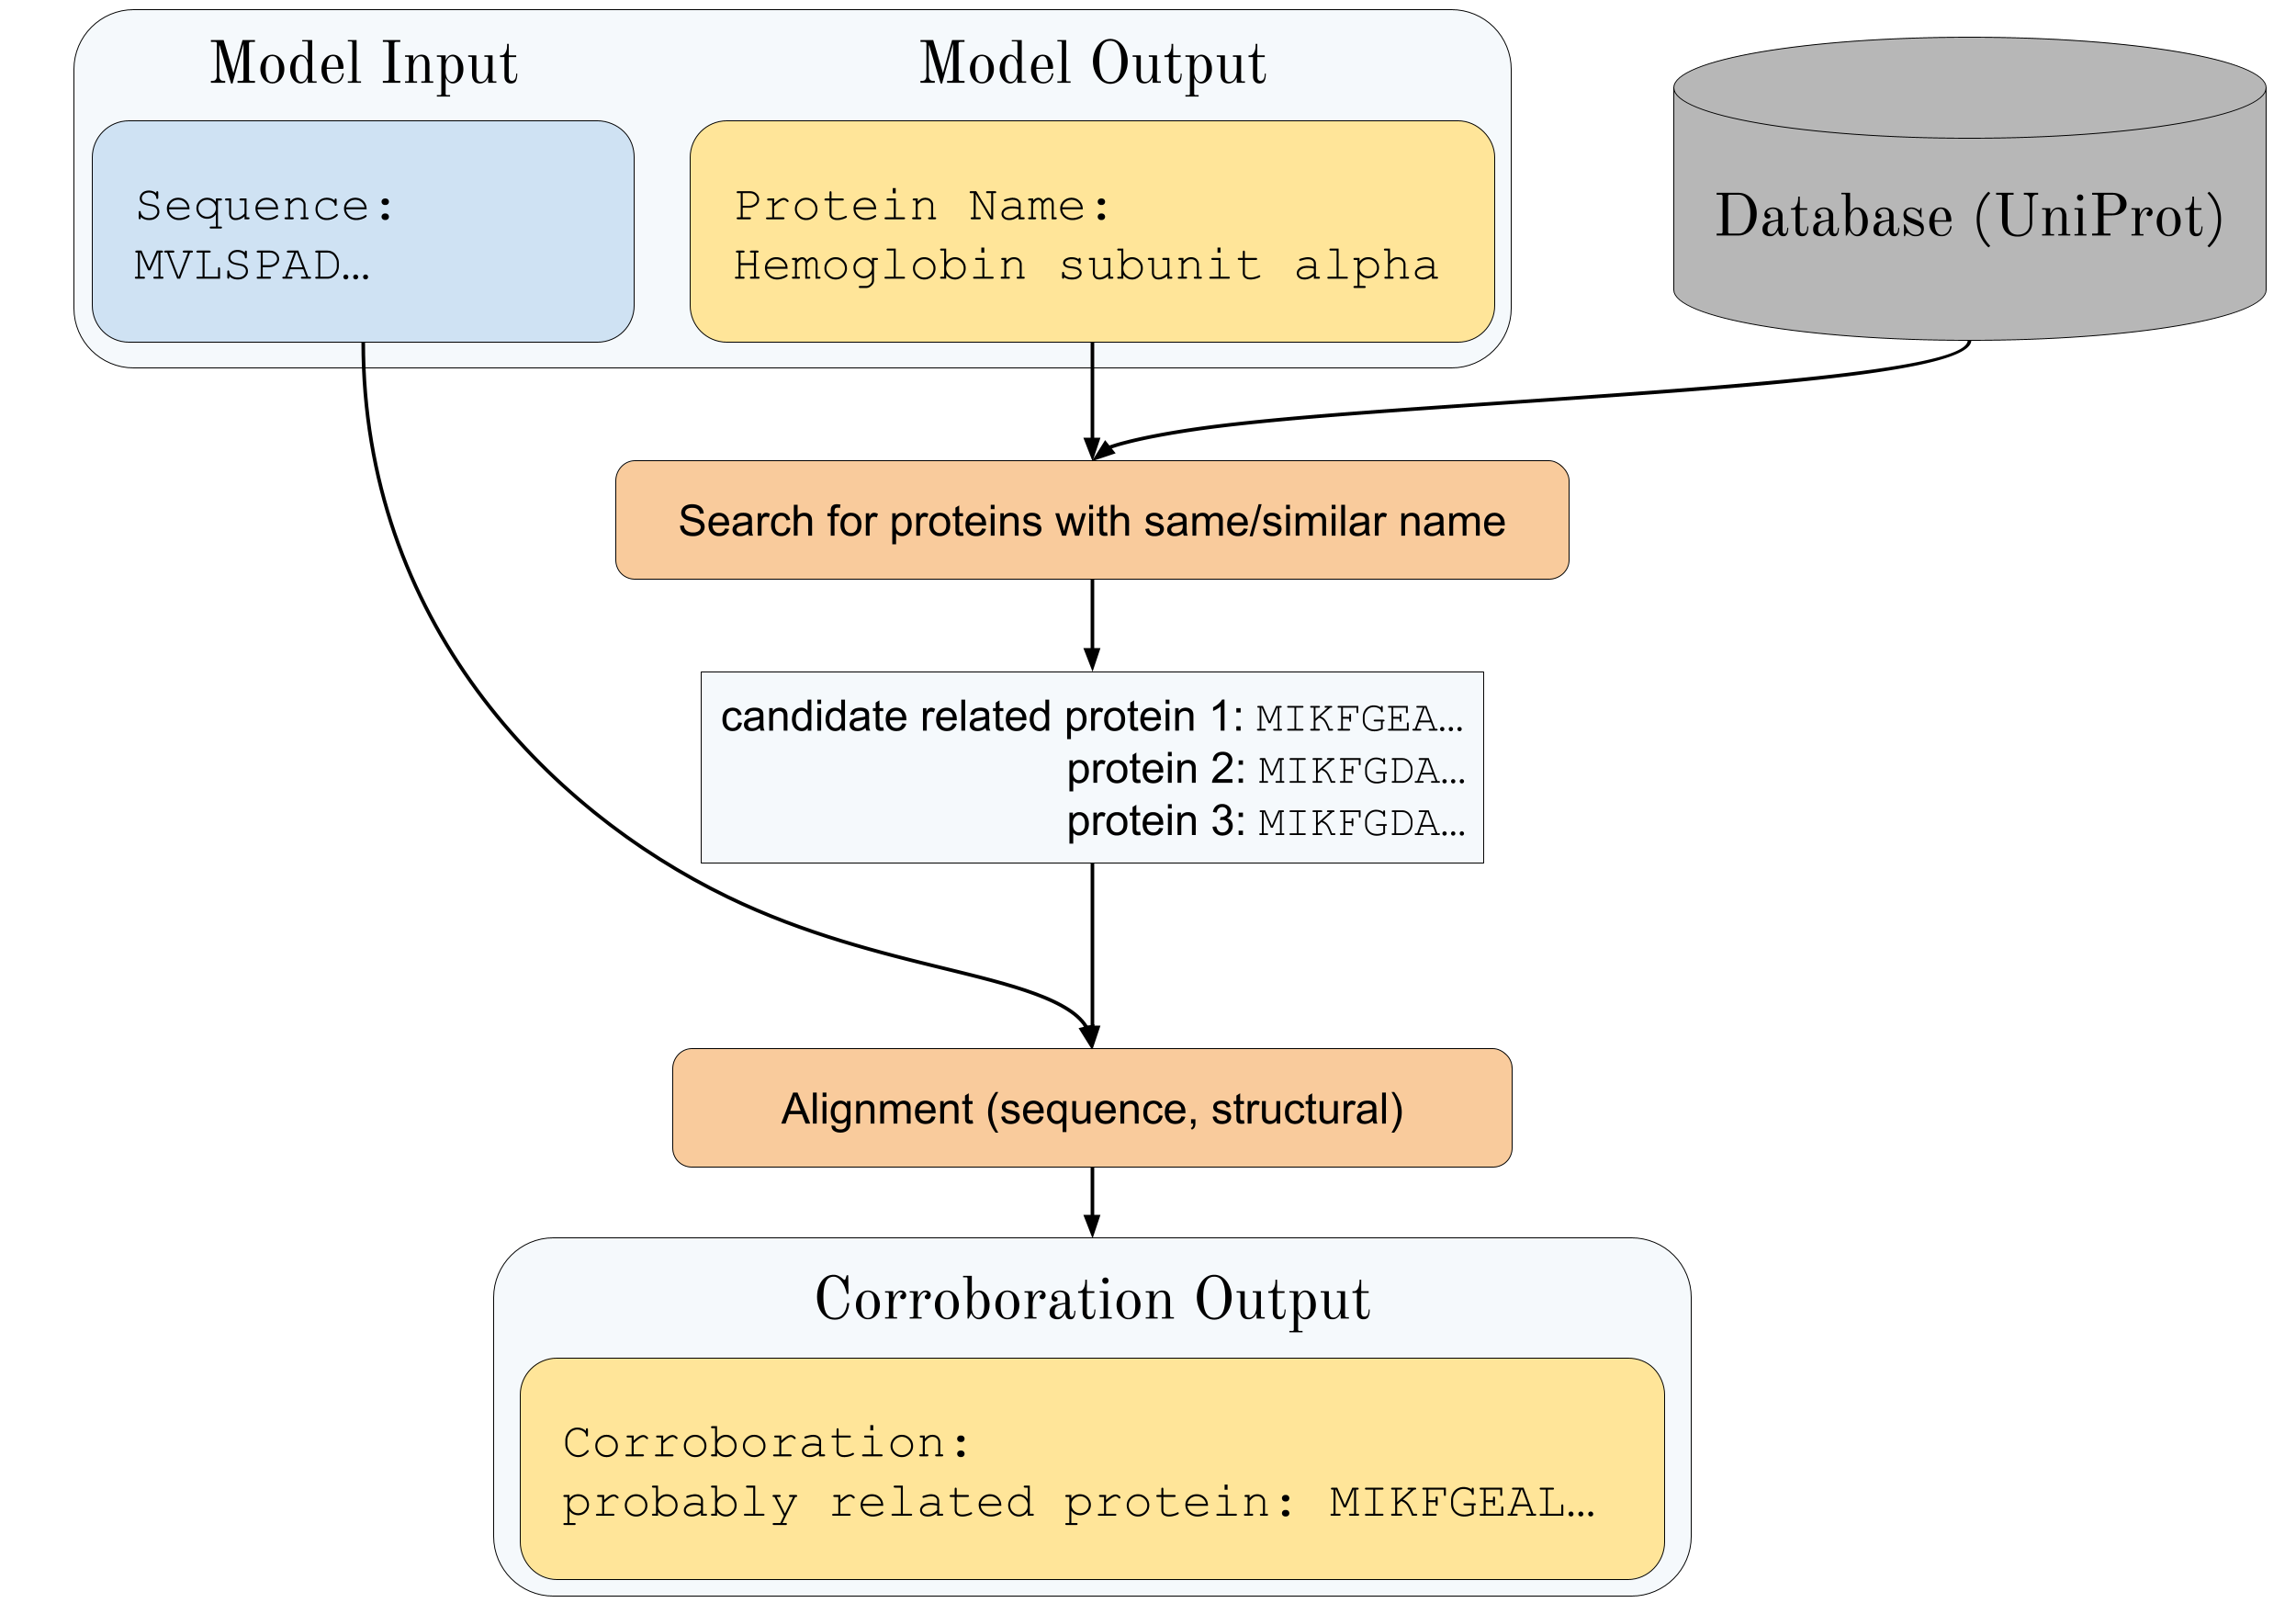 Model Input
Model Output
Sequence:
MVLSPAD…
Protein Name:
Hemoglobin subunit alpha
Database (UniProt)
Search for proteins with same/similar name
candidate related protein 1: MIKFGEA…
protein 2: MIKFGDA…
protein 3: MIKFGDA…
Alignment (sequence, structural)
Corroboration Output
Corroboration:
probably related protein: MIKFGEAL…